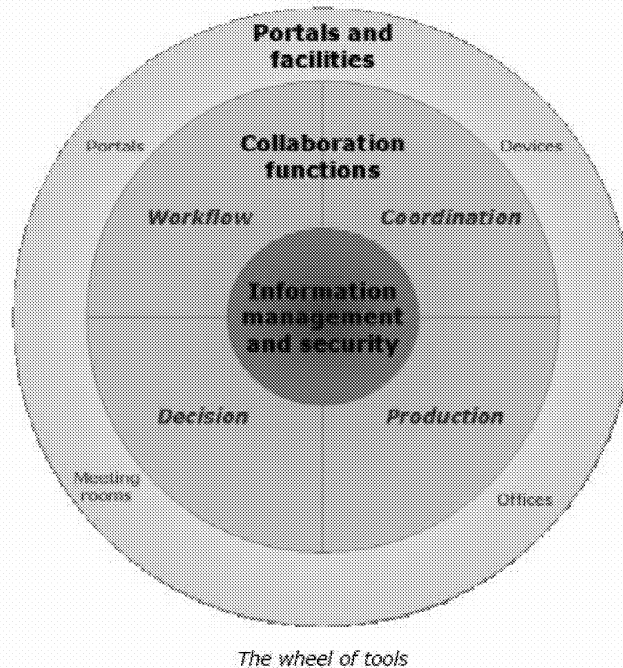 Portals and
facilities
Portals
Devices
Collaboration
functions
Workflow
Coordination
Information
management
and security
Decision
Production
Meeting
rooms
Offices
The wheel of tools